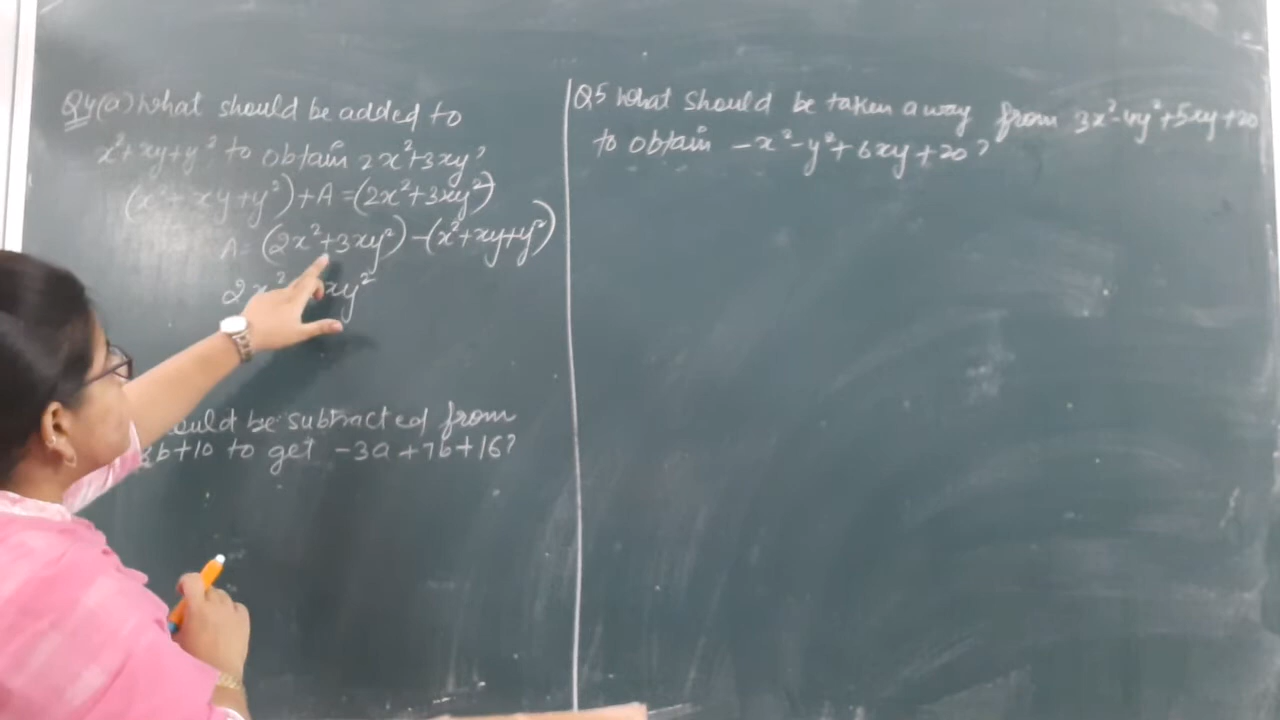 Q4(a) What should be added to
x²+xy+y² to obtain 2x²+3xy?
(x²+xy+y²)+A=(2x²+3xy²)
A=(2x²+3xy²)-(x²+xy+y²)
2x² xy²
should be subtracted from
3b+10 to get -3a+7b+16?
Q5 What should be taken away from 3x²-4y²+5xy+20
to obtain -x²-y²+6xy+20?